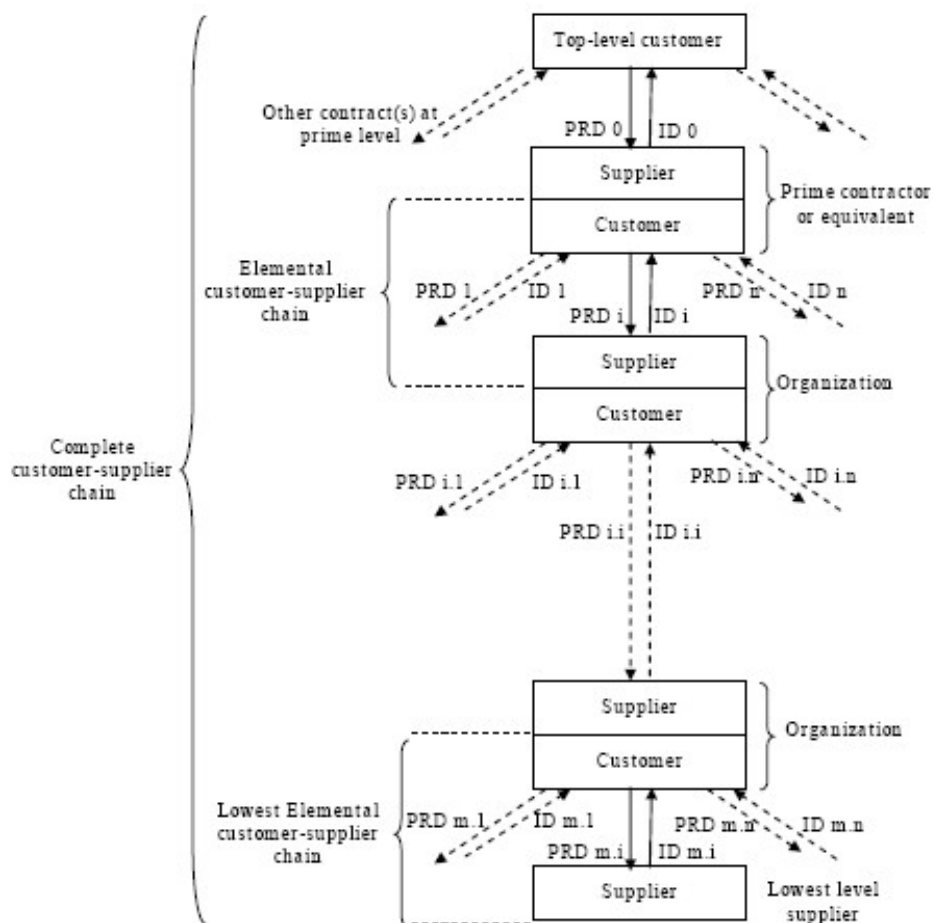 Top-level customer
Other contract(s) at
prime level
PRD 0
ID 0
Supplier
Customer
Prime contractor
or equivalent
Elemental
customer-supplier
chain
PRD 1
ID 1
PRD i
ID i
PRD n
ID n
Supplier
Customer
Organization
Complete
customer-supplier
chain
PRD i.1
ID i.1
PRD i.n
ID i.n
PRD i.i
ID i.i
Supplier
Customer
Organization
Lowest Elemental
customer-supplier
chain
PRD m.1
ID m.1
PRD m.i
ID m.i
PRD m.n
ID m.n
Supplier
Lowest level
supplier